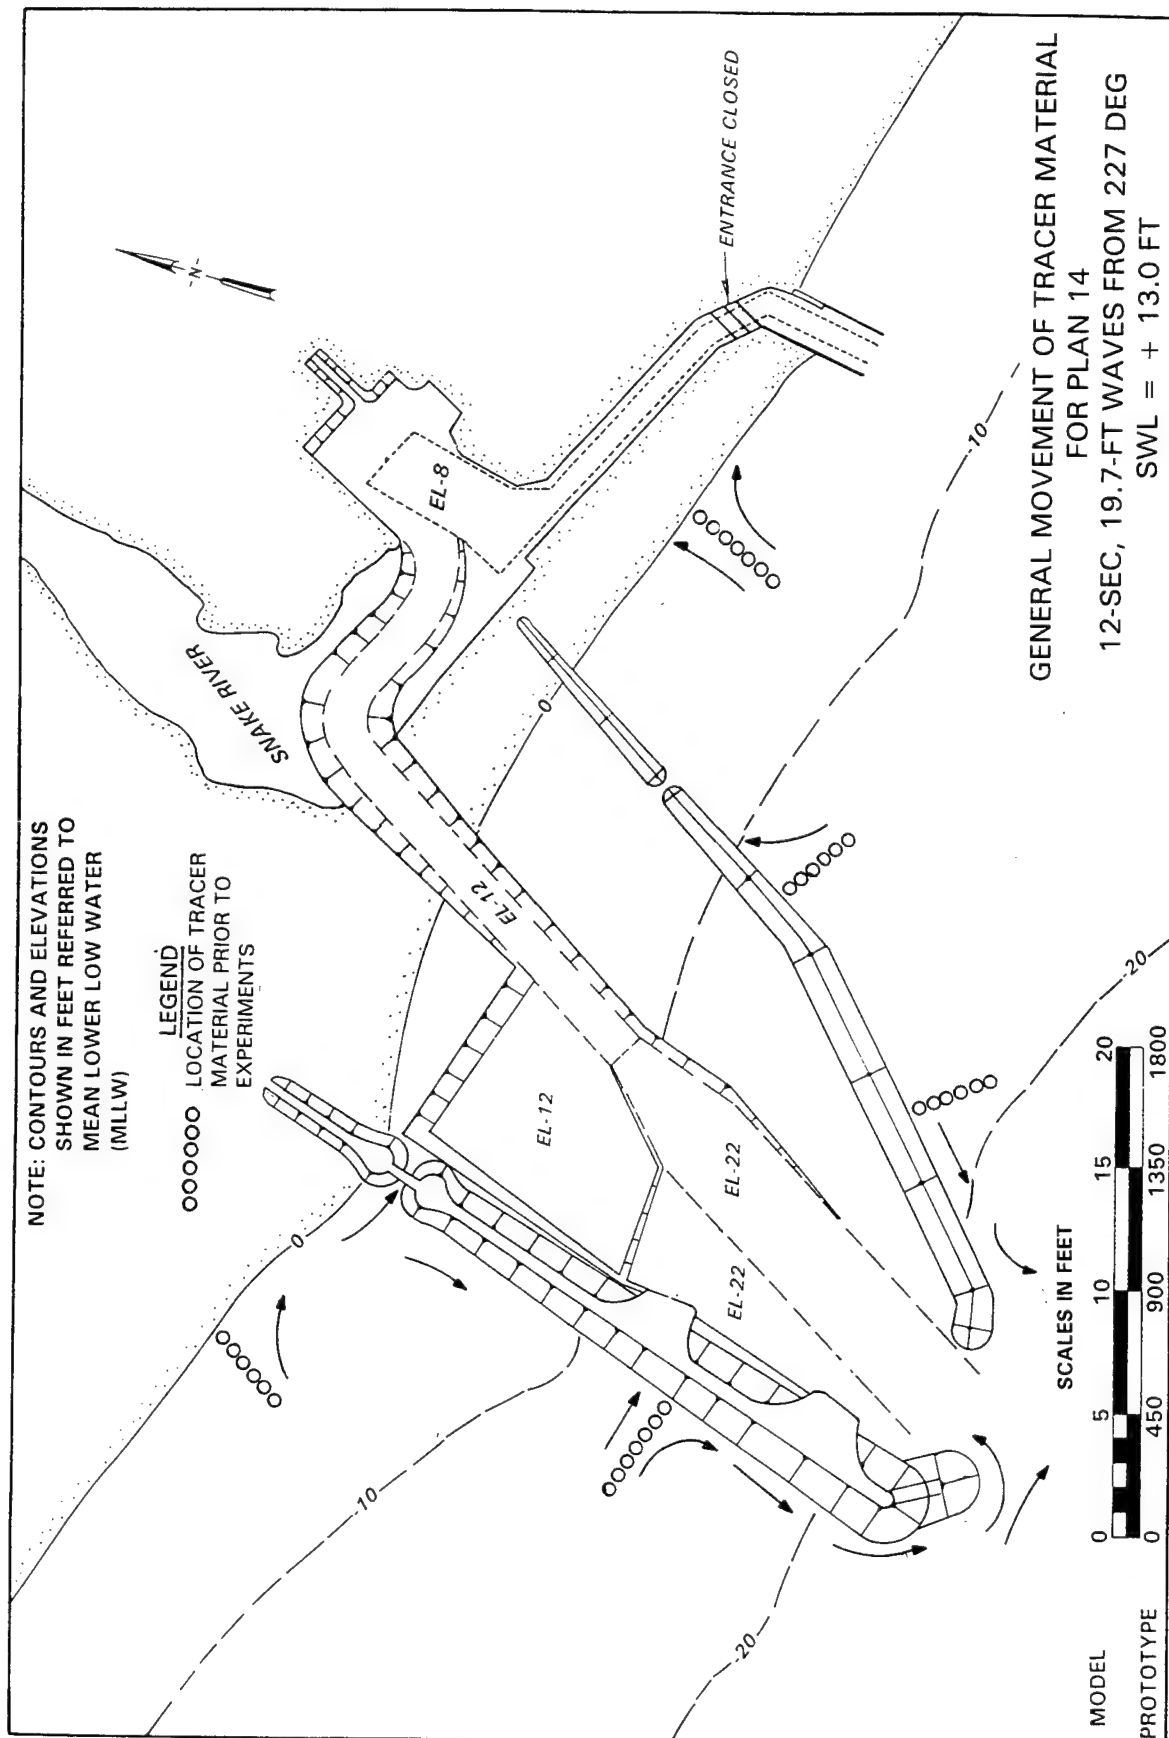 NOTE: CONTOURS AND ELEVATIONS
SHOWN IN FEET REFERRED TO
MEAN LOWER LOW WATER
(MLLW)
LEGEND
LOCATION OF TRACER
MATERIAL PRIOR TO
EXPERIMENTS
SNAKE RIVER
-N-
EL-8
ENTRANCE CLOSED
0
0
EL-12
EL-12
EL-22
EL-22
-10
-10
-20
-20
SCALES IN FEET
MODEL 0 5 10 15 20
PROTOTYPE 0 450 900 1350 1800
GENERAL MOVEMENT OF TRACER MATERIAL
FOR PLAN 14
12-SEC, 19.7-FT WAVES FROM 227 DEG
SWL = + 13.0 FT